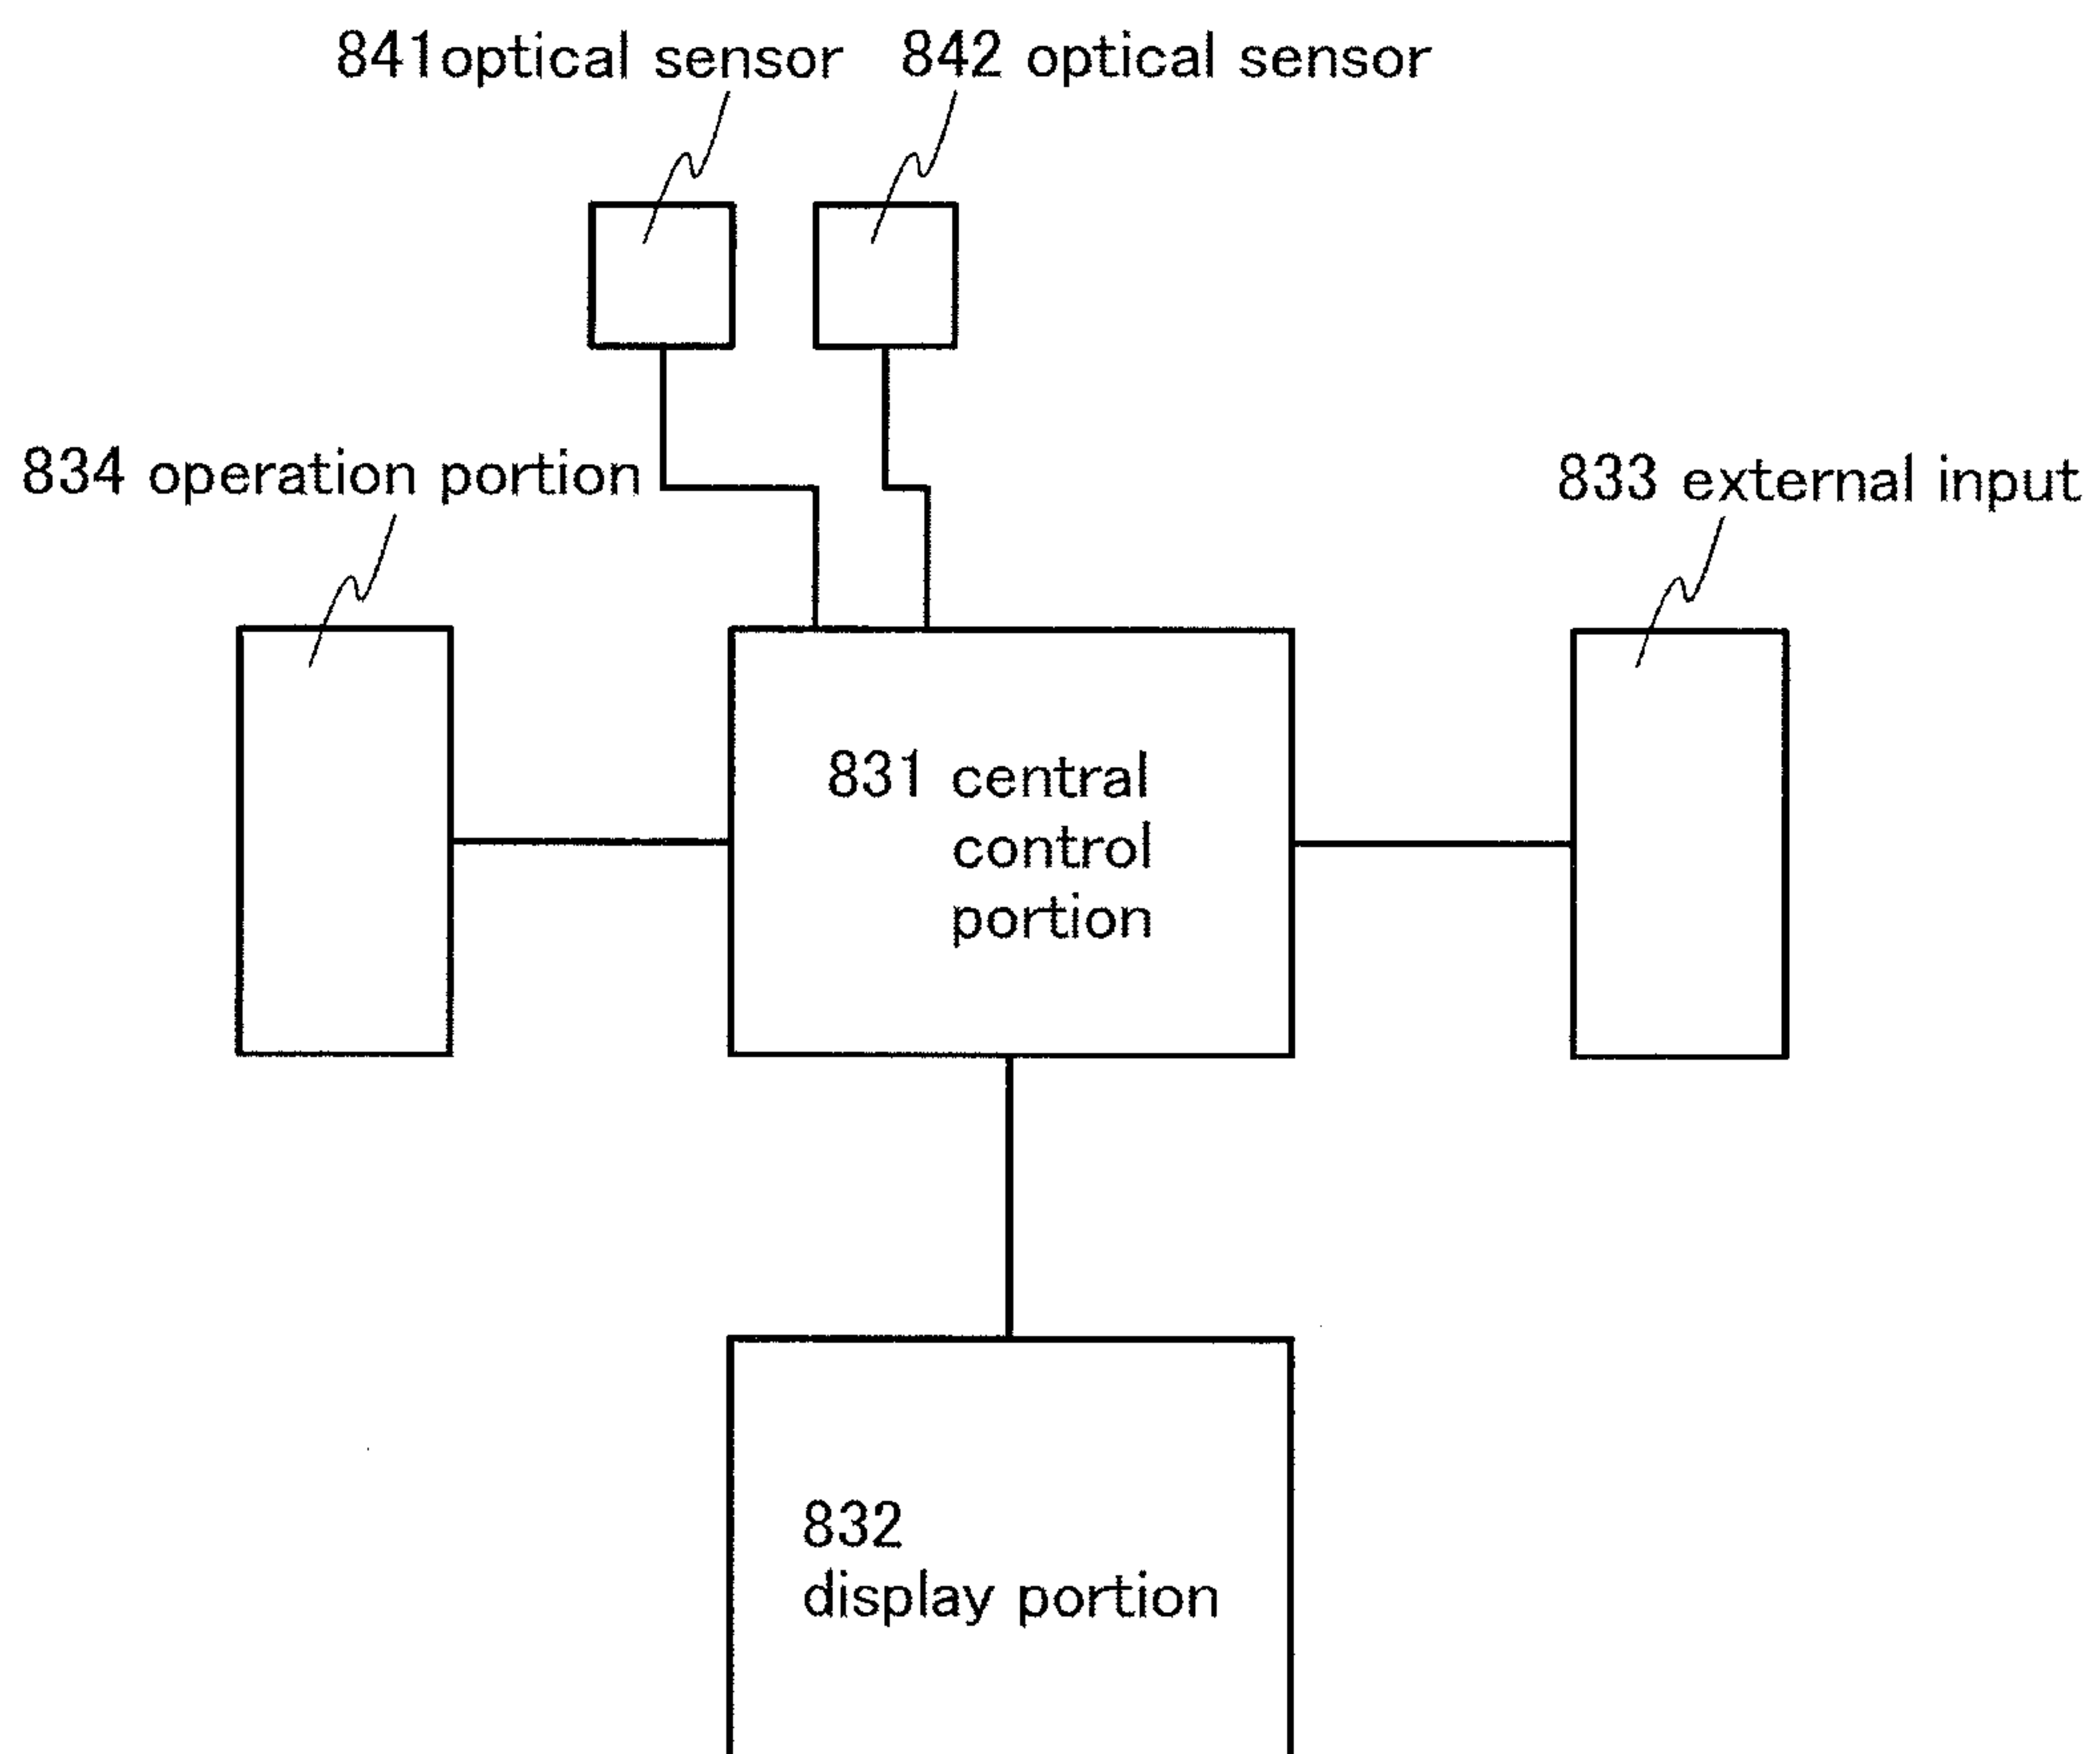 841optical sensor
842 optical sensor
834 operation portion
833 external input
831 central
control
portion
832
display portion